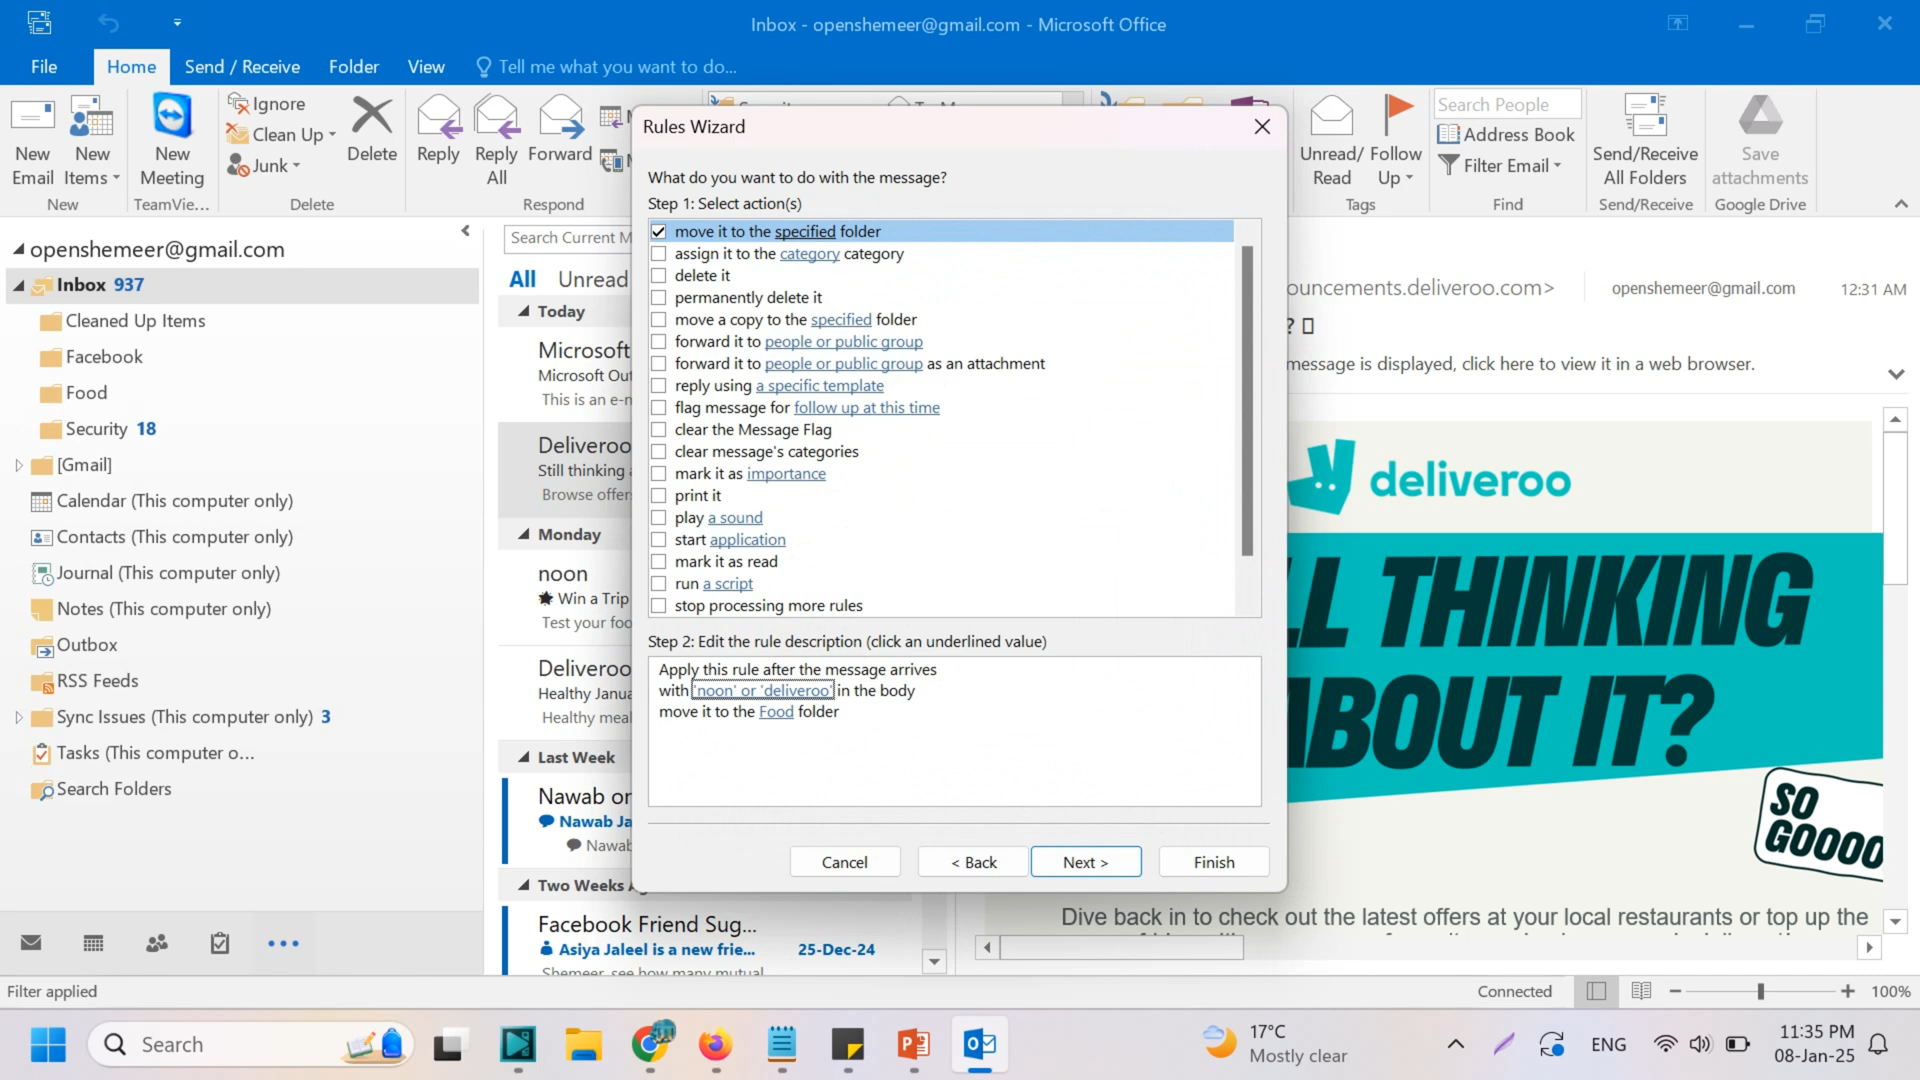 Inbox - openshemeer@gmail.com - Microsoft Office
File
Home
Send / Receive
Folder
View
Tell me what you want to do...
New Email
New Items
New
New Meeting
TeamVie...
Ignore
Clean Up
Junk
Delete
Delete
Reply
Reply All
Forward
Respond
Unread/ Read
Follow Up
Tags
Search People
Address Book
Filter Email
Find
Send/Receive All Folders
Send/Receive
Save attachments
Google Drive
openshemeer@gmail.com
Inbox 937
Cleaned Up Items
Facebook
Food
Security 18
[Gmail]
Calendar (This computer only)
Contacts (This computer only)
Journal (This computer only)
Notes (This computer only)
Outbox
RSS Feeds
Sync Issues (This computer only) 3
Tasks (This computer o...
Search Folders
Search Current M
All Unread
Today
Microsoft
Microsoft Ou
This is an e-
Deliveroo
Still thinking
Browse offer
Monday
noon
Win a Trip
Test your foo
Deliveroo
Healthy Janu
Healthy mea
Last Week
Nawab or
Nawab Ja
Nawab
Two Weeks
Facebook Friend Sug...
Asiya Jaleel is a new frie... 25-Dec-24
Shemeer, see how many mutual
Rules Wizard
What do you want to do with the message?
Step 1: Select action(s)
move it to the specified folder
assign it to the category category
delete it
permanently delete it
move a copy to the specified folder
forward it to people or public group
forward it to people or public group as an attachment
reply using a specific template
flag message for follow up at this time
clear the Message Flag
clear message's categories
mark it as importance
print it
play a sound
start application
mark it as read
run a script
stop processing more rules
Step 2: Edit the rule description (click an underlined value)
Apply this rule after the message arrives
with 'noon' or 'deliveroo' in the body
move it to the Food folder
Cancel
< Back
Next >
Finish
ouncements.deliveroo.com>
openshemeer@gmail.com
12:31 AM
?
message is displayed, click here to view it in a web browser.
deliveroo
LL THINKING
ABOUT IT?
SO
GOOOO
Dive back in to check out the latest offers at your local restaurants or top up the
Filter applied
Connected
100%
Search
17°C
Mostly clear
ENG
11:35 PM
08-Jan-25